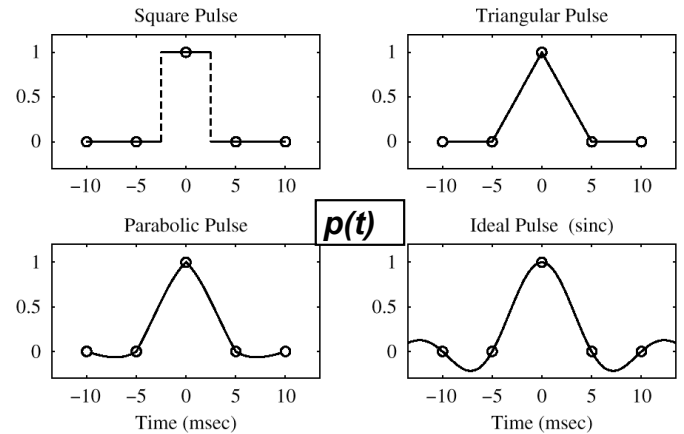 Square Pulse
1
0.5
0
−10 −5 0 5 10
Triangular Pulse
1
0.5
0
−10 −5 0 5 10
p(t)
Parabolic Pulse
1
0.5
0
−10 −5 0 5 10
Time (msec)
Ideal Pulse (sinc)
1
0.5
0
−10 −5 0 5 10
Time (msec)